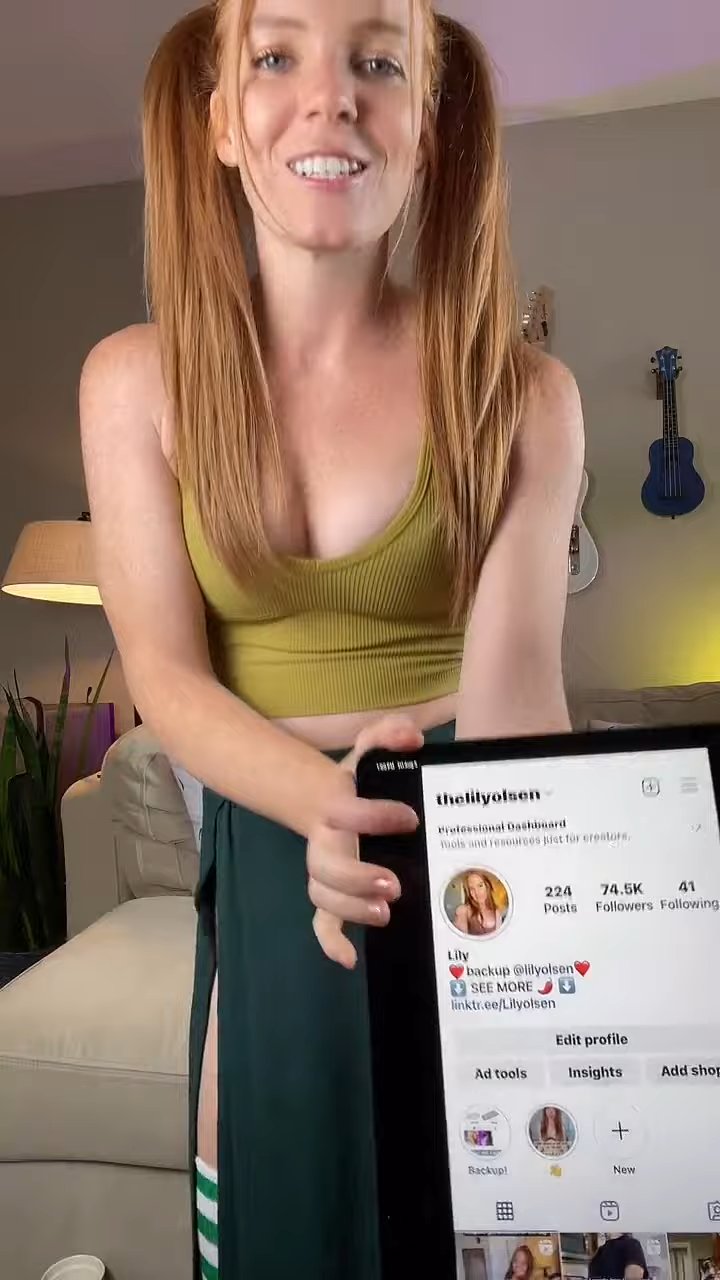 thelilyolsen
Professional Dashboard
Tools and resources just for creators.
224
Posts
74.5K
Followers
41
Following
Lily
❤️backup @lilyolsen❤️
⬇️ SEE MORE 🌶️ ⬇️
linktr.ee/Lilyolsen
Edit profile
Ad tools
Insights
Add shop
Backup!
👋
New